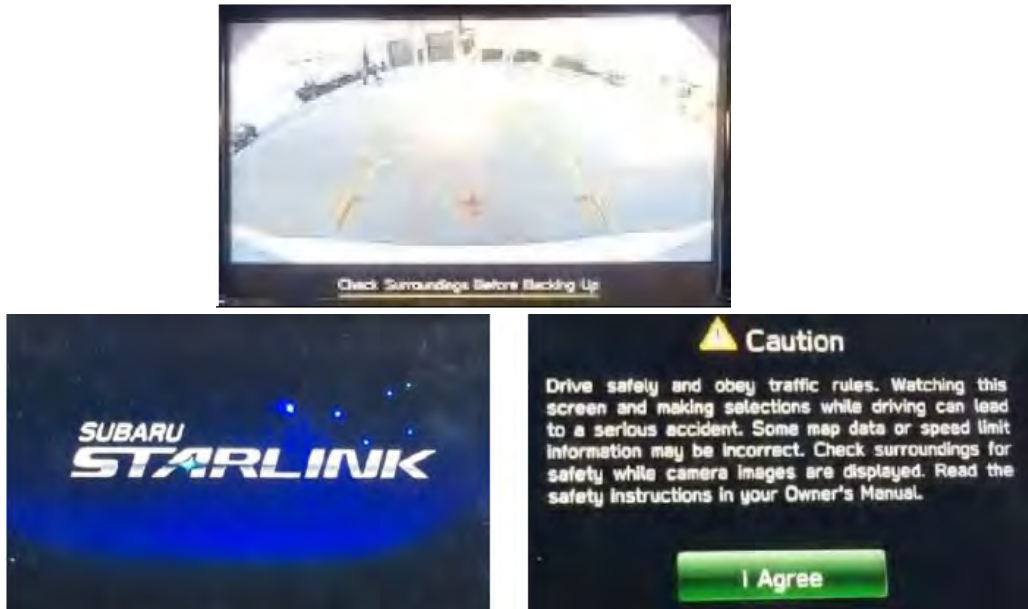 Check Surroundings Before Backing Up
SUBARU
STARLINK
Caution
Drive safely and obey traffic rules. Watching this
screen and making selections while driving can lead
to a serious accident. Some map data or speed limit
information may be incorrect. Check surroundings for
safety while camera images are displayed. Read the
safety instructions in your Owner's Manual.
I Agree